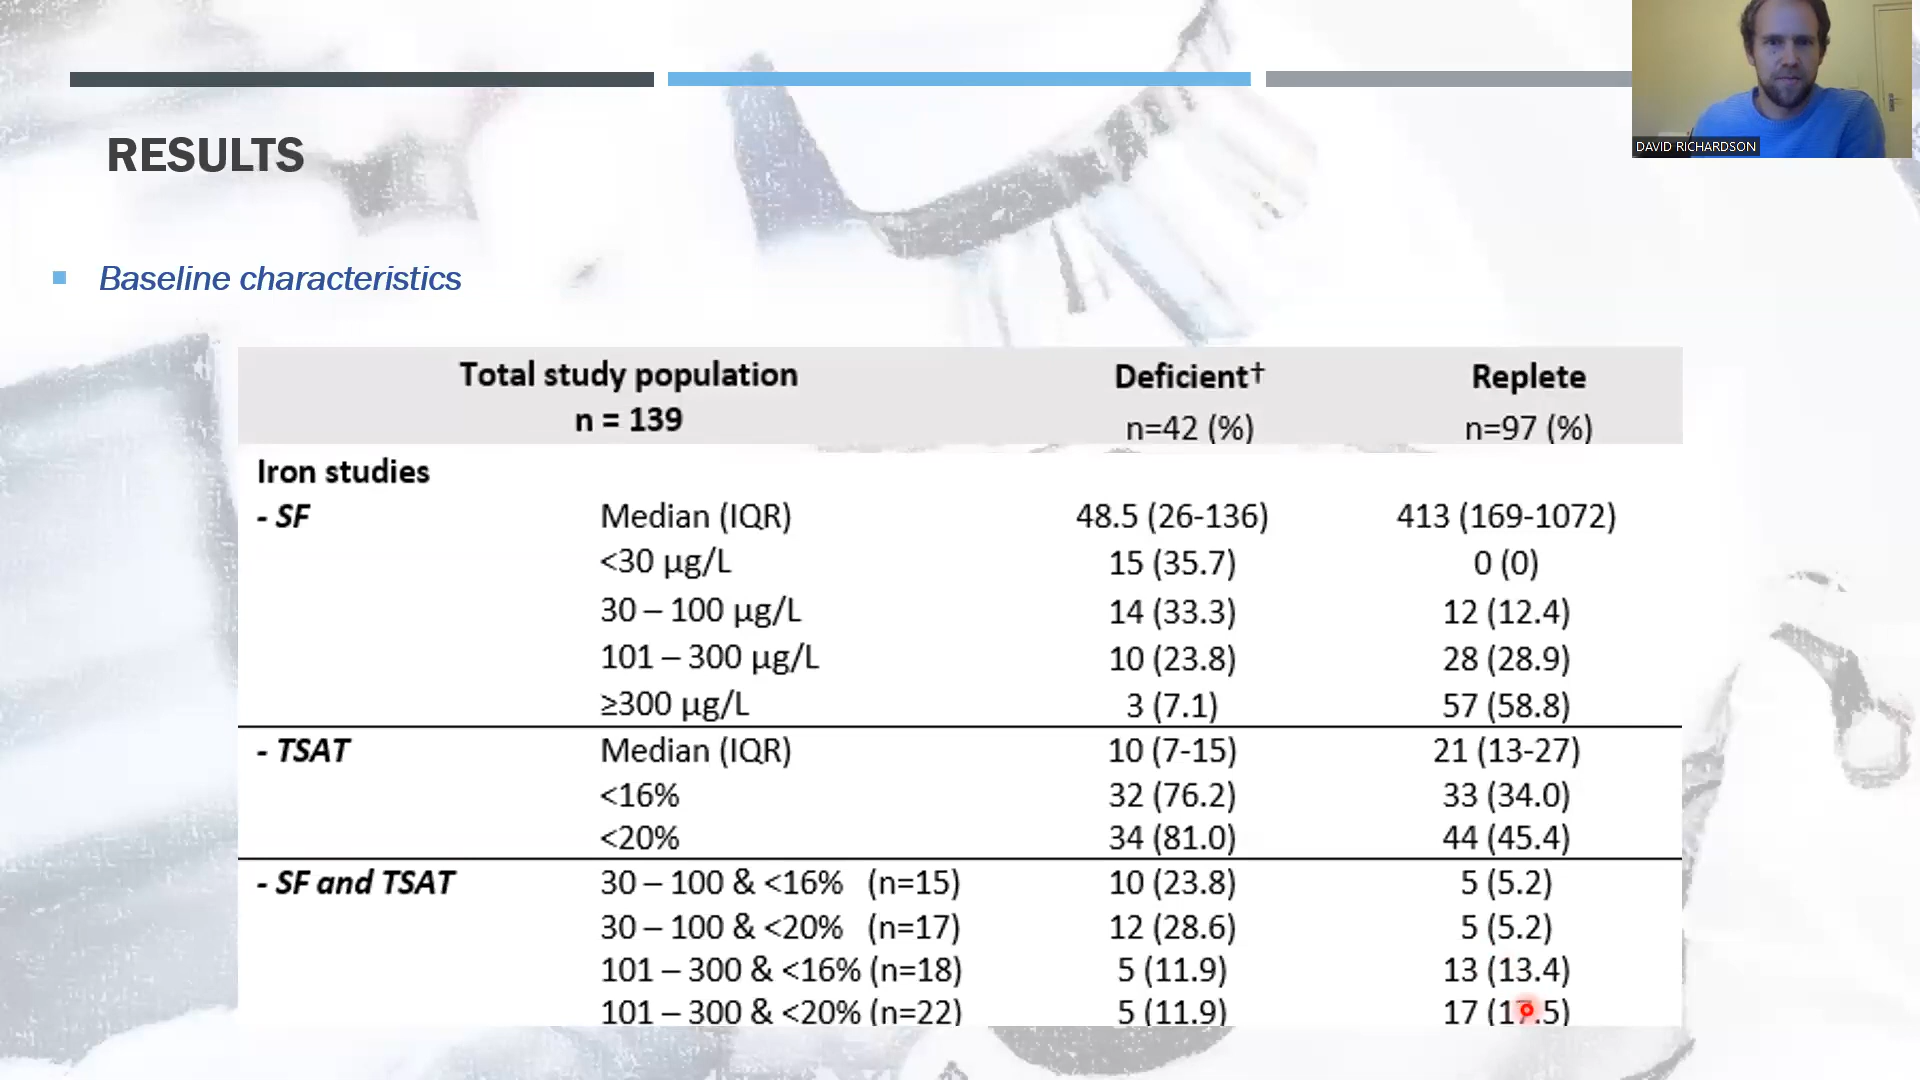 DAVID RICHARDSON
RESULTS
Baseline characteristics
Total study population Deficient† Replete
n = 139 n=42 (%) n=97 (%)
Iron studies
- SF Median (IQR) 48.5 (26-136) 413 (169-1072)
<30 µg/L 15 (35.7) 0 (0)
30 – 100 µg/L 14 (33.3) 12 (12.4)
101 – 300 µg/L 10 (23.8) 28 (28.9)
≥300 µg/L 3 (7.1) 57 (58.8)
- TSAT Median (IQR) 10 (7-15) 21 (13-27)
<16% 32 (76.2) 33 (34.0)
<20% 34 (81.0) 44 (45.4)
- SF and TSAT 30 – 100 & <16% (n=15) 10 (23.8) 5 (5.2)
30 – 100 & <20% (n=17) 12 (28.6) 5 (5.2)
101 – 300 & <16% (n=18) 5 (11.9) 13 (13.4)
101 – 300 & <20% (n=22) 5 (11.9) 17 (17.5)